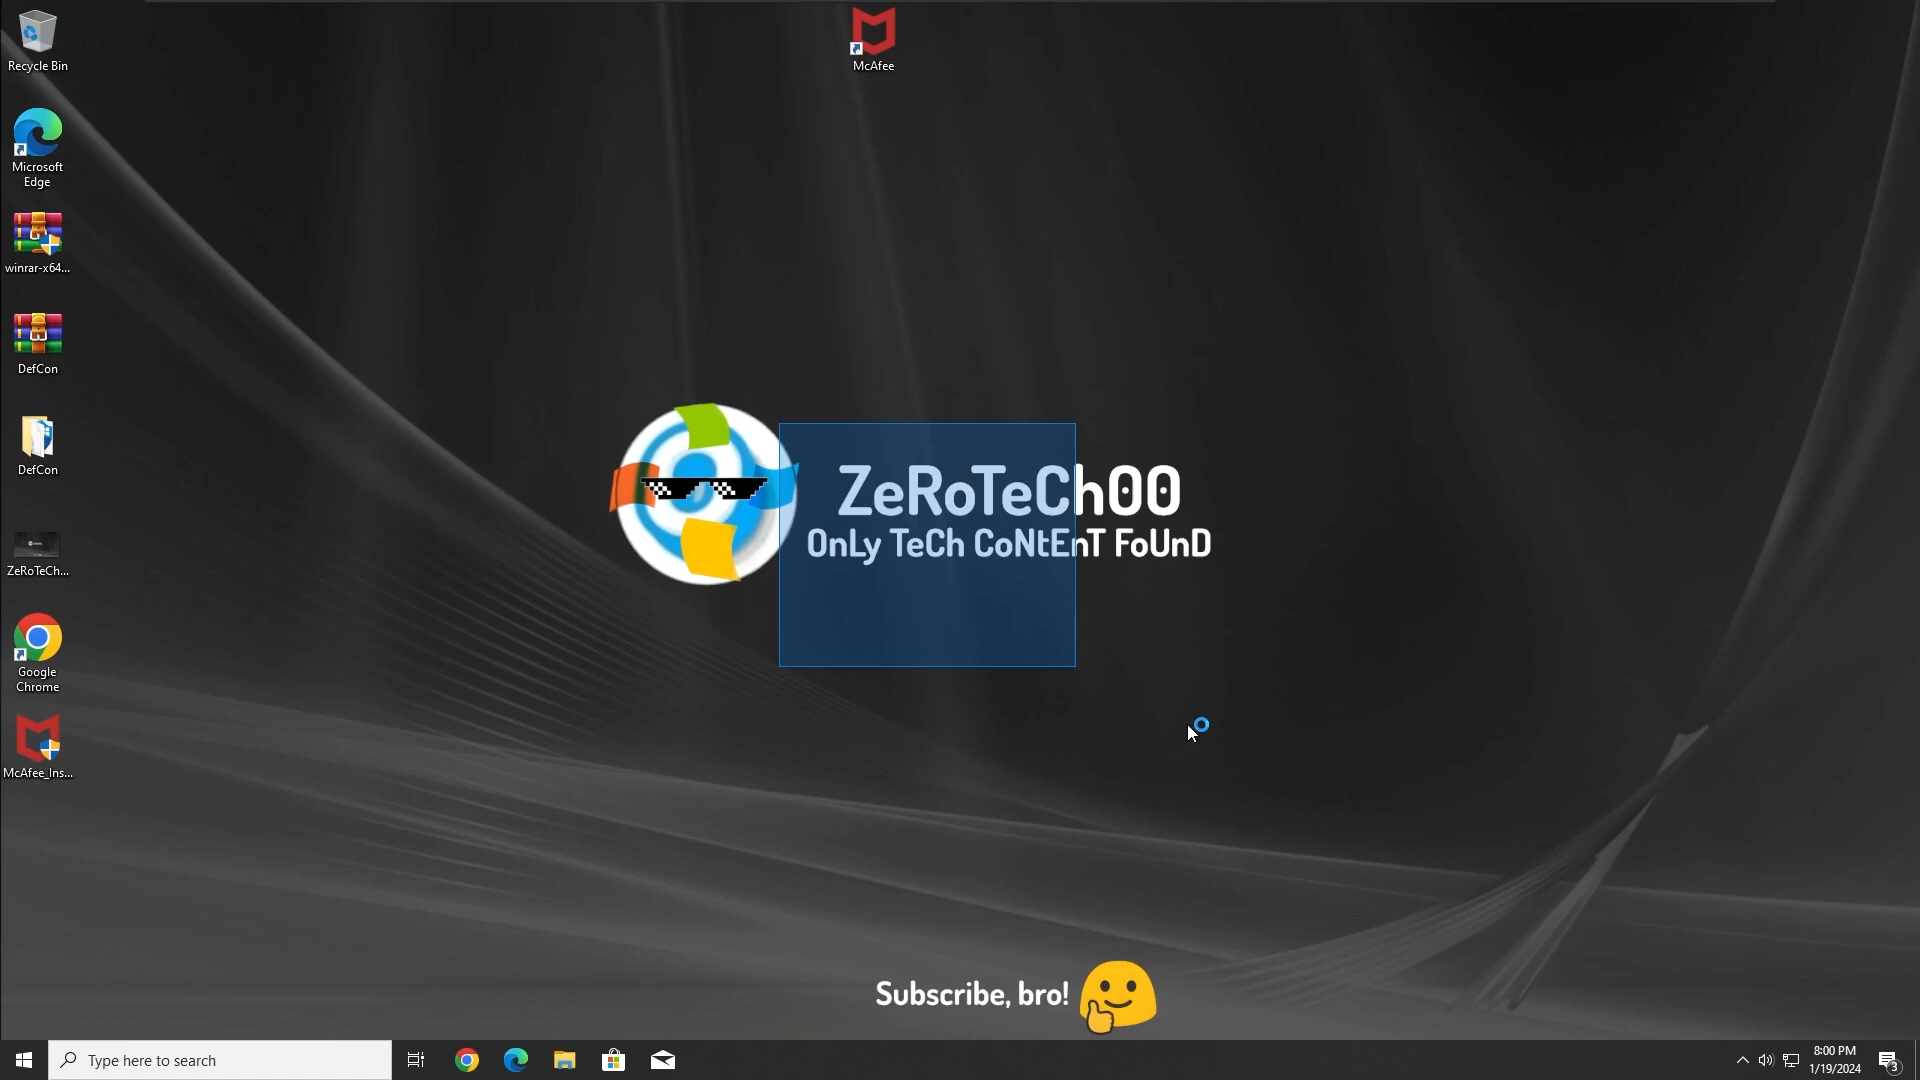 Recycle Bin
McAfee
Microsoft
Edge
winrar-x64...
DefCon
DefCon
ZeRoTeCh...
Google
Chrome
McAfee_Ins...
ZeRoTeCh00
OnLy TeCh CoNtEnT FoUnD
Subscribe, bro!
Type here to search
8:00 PM
1/19/2024
3